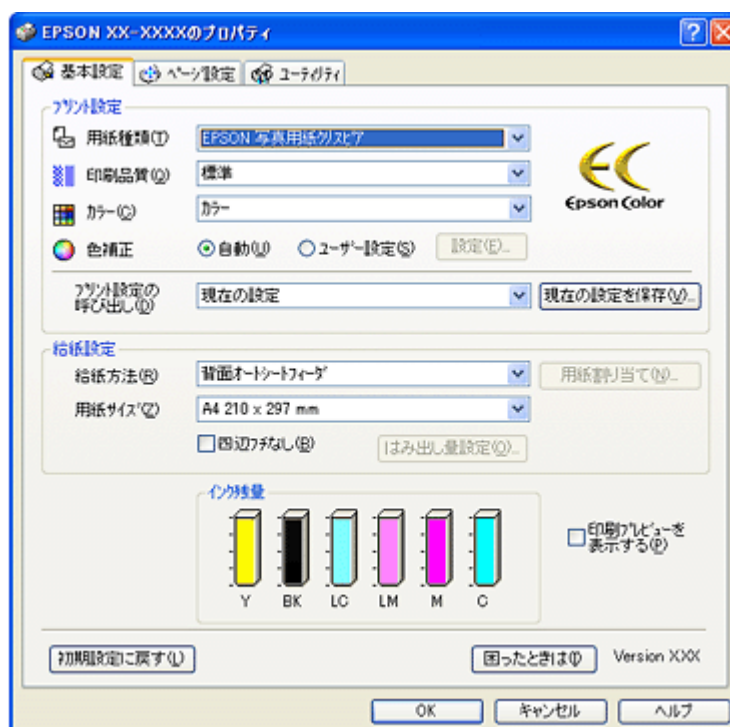 EPSON XX-XXXXのプロパティ
基本設定 ページ設定 ユーティリティ
プリント設定
用紙種類(T) EPSON 写真用紙クリスピア
印刷品質(Q) 標準
カラー(C) カラー
Epson Color
色補正 自動(U) ユーザー設定(S) 設定(E)...
プリント設定の
呼び出し(D) 現在の設定 現在の設定を保存(V)...
給紙設定
給紙方法(R) 背面オートシートフィーダ 用紙割り当て(N)...
用紙サイズ(Z) A4 210 x 297 mm
四辺フチなし(B) はみ出し量設定(O)...
インク残量
Y BK LC LM M C
印刷プレビューを
表示する(P)
初期設定に戻す(L) 困ったときは(I) Version XXX
OK キャンセル ヘルプ